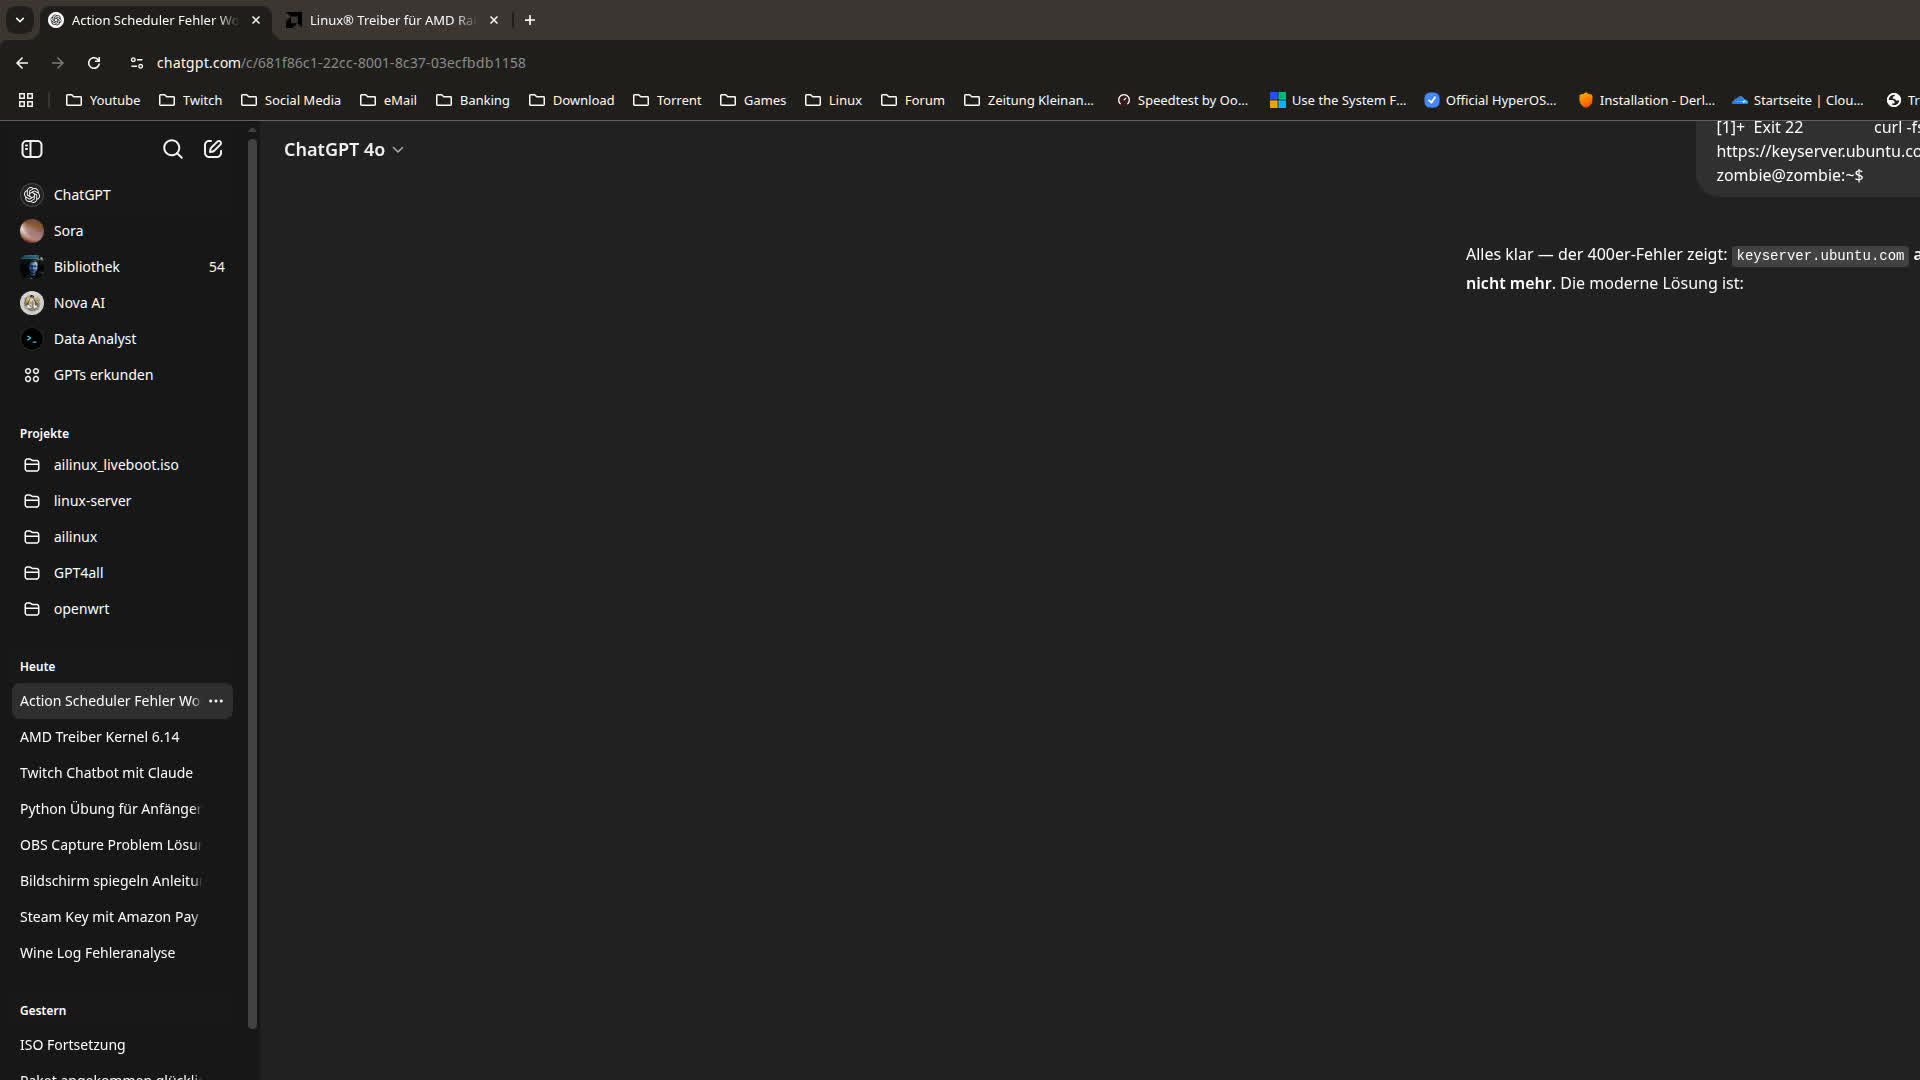 Action Scheduler Fehler Wo
Linux® Treiber für AMD Ra
chatgpt.com/c/681f86c1-22cc-8001-8c37-03ecfbdb1158
Youtube
Twitch
Social Media
eMail
Banking
Download
Torrent
Games
Linux
Forum
Zeitung Kleinan...
Speedtest by Oo...
Use the System F...
Official HyperOS...
Installation - Derl...
Startseite | Clou...
Tr
ChatGPT 4o
[1]+  Exit 22                curl -fs
https://keyserver.ubuntu.co
zombie@zombie:~$
Alles klar — der 400er-Fehler zeigt: keyserver.ubuntu.com a
nicht mehr. Die moderne Lösung ist:
ChatGPT
Sora
Bibliothek 54
Nova AI
Data Analyst
GPTs erkunden
Projekte
ailinux_liveboot.iso
linux-server
ailinux
GPT4all
openwrt
Heute
Action Scheduler Fehler Wo
AMD Treiber Kernel 6.14
Twitch Chatbot mit Claude
Python Übung für Anfänger
OBS Capture Problem Lösu
Bildschirm spiegeln Anleitu
Steam Key mit Amazon Pay
Wine Log Fehleranalyse
Gestern
ISO Fortsetzung
Paket angekommen glückli